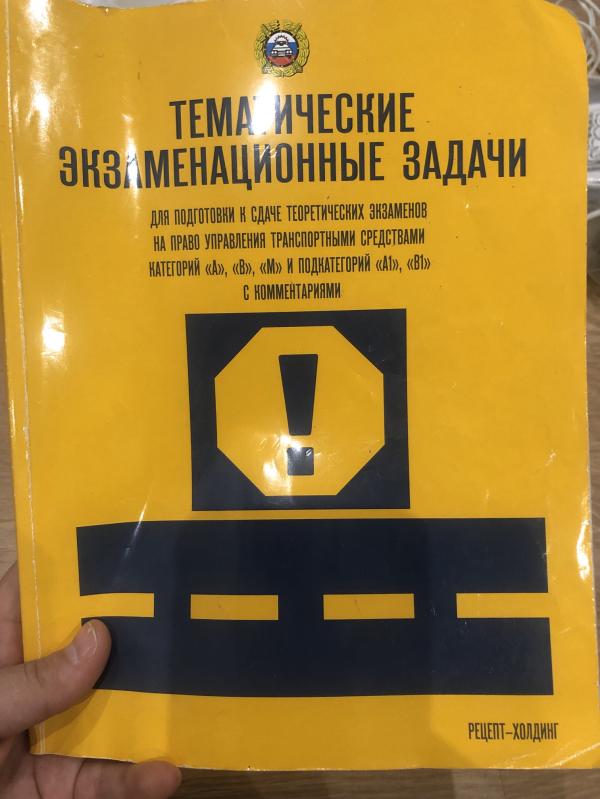 ТЕМАТИЧЕСКИЕ
ЭКЗАМЕНАЦИОННЫЕ ЗАДАЧИ
ДЛЯ ПОДГОТОВКИ К СДАЧЕ ТЕОРЕТИЧЕСКИХ ЭКЗАМЕНОВ
НА ПРАВО УПРАВЛЕНИЯ ТРАНСПОРТНЫМИ СРЕДСТВАМИ
КАТЕГОРИЙ «А», «В», «М» И ПОДКАТЕГОРИЙ «А1», «В1»
С КОММЕНТАРИЯМИ
!
РЕЦЕПТ–ХОЛДИНГ